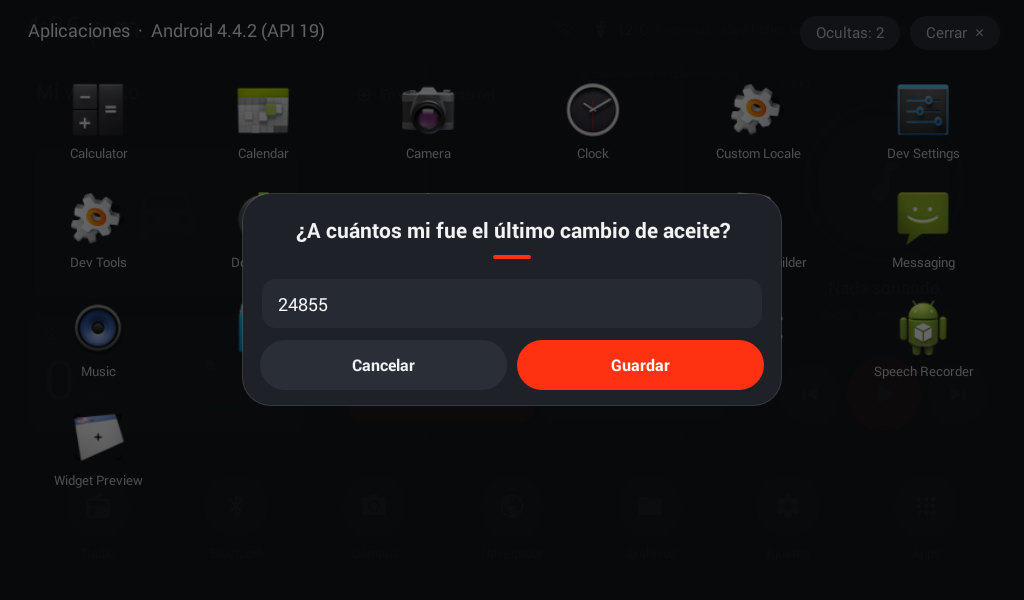 Aplicaciones · Android 4.4.2 (API 19)
Ocultas: 2
Cerrar ×
Calculator
Calendar
Camera
Clock
Custom Locale
Dev Settings
¿A cuántos mi fue el último cambio de aceite?
Dev Tools
Messaging
24855
Cancelar
Guardar
Music
Speech Recorder
Widget Preview